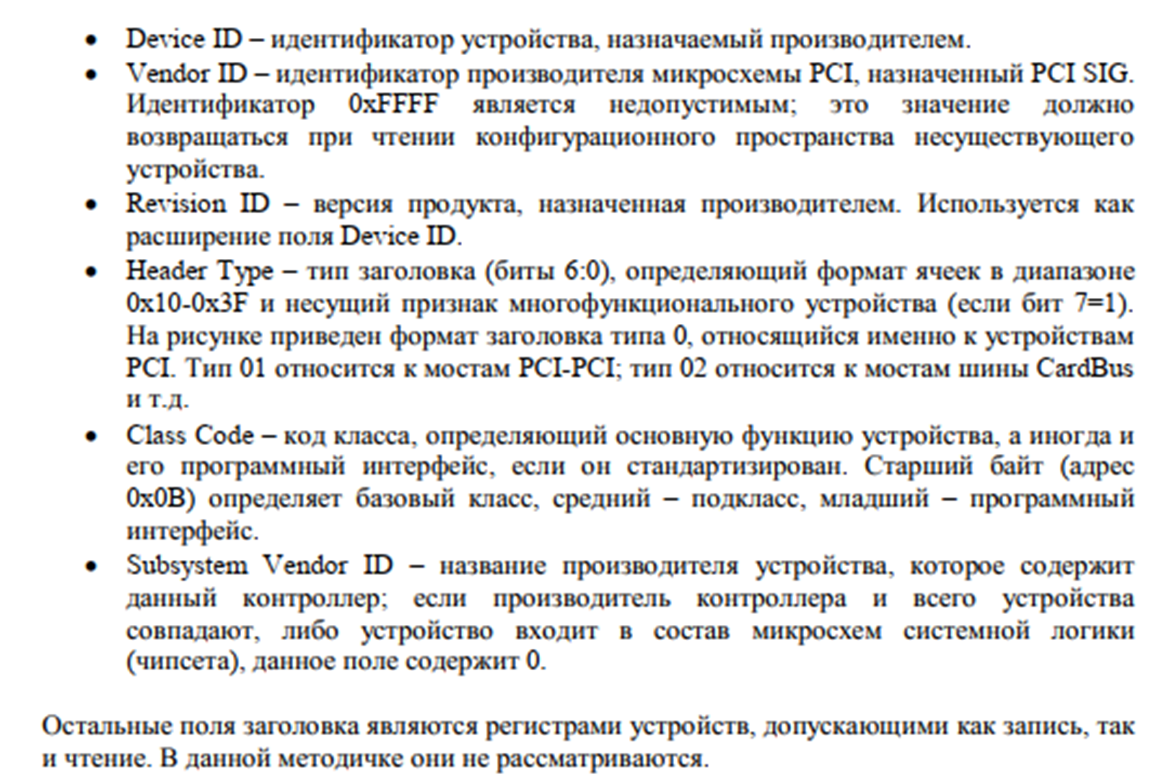 • Device ID – идентификатор устройства, назначаемый производителем.
• Vendor ID – идентификатор производителя микросхемы PCI, назначенный PCI SIG.
Идентификатор 0xFFFF является недопустимым; это значение должно
возвращаться при чтении конфигурационного пространства несуществующего
устройства.
• Revision ID – версия продукта, назначенная производителем. Используется как
расширение поля Device ID.
• Header Type – тип заголовка (биты 6:0), определяющий формат ячеек в диапазоне
0x10-0x3F и несущий признак многофункционального устройства (если бит 7=1).
На рисунке приведен формат заголовка типа 0, относящийся именно к устройствам
PCI. Тип 01 относится к мостам PCI-PCI; тип 02 относится к мостам шины CardBus
и т.д.
• Class Code – код класса, определяющий основную функцию устройства, а иногда и
его программный интерфейс, если он стандартизирован. Старший байт (адрес
0x0B) определяет базовый класс, средний – подкласс, младший – программный
интерфейс.
• Subsystem Vendor ID – название производителя устройства, которое содержит
данный контроллер; если производитель контроллера и всего устройства
совпадают, либо устройство входит в состав микросхем системной логики
(чипсета), данное поле содержит 0.
Остальные поля заголовка являются регистрами устройств, допускающими как запись, так
и чтение. В данной методичке они не рассматриваются.